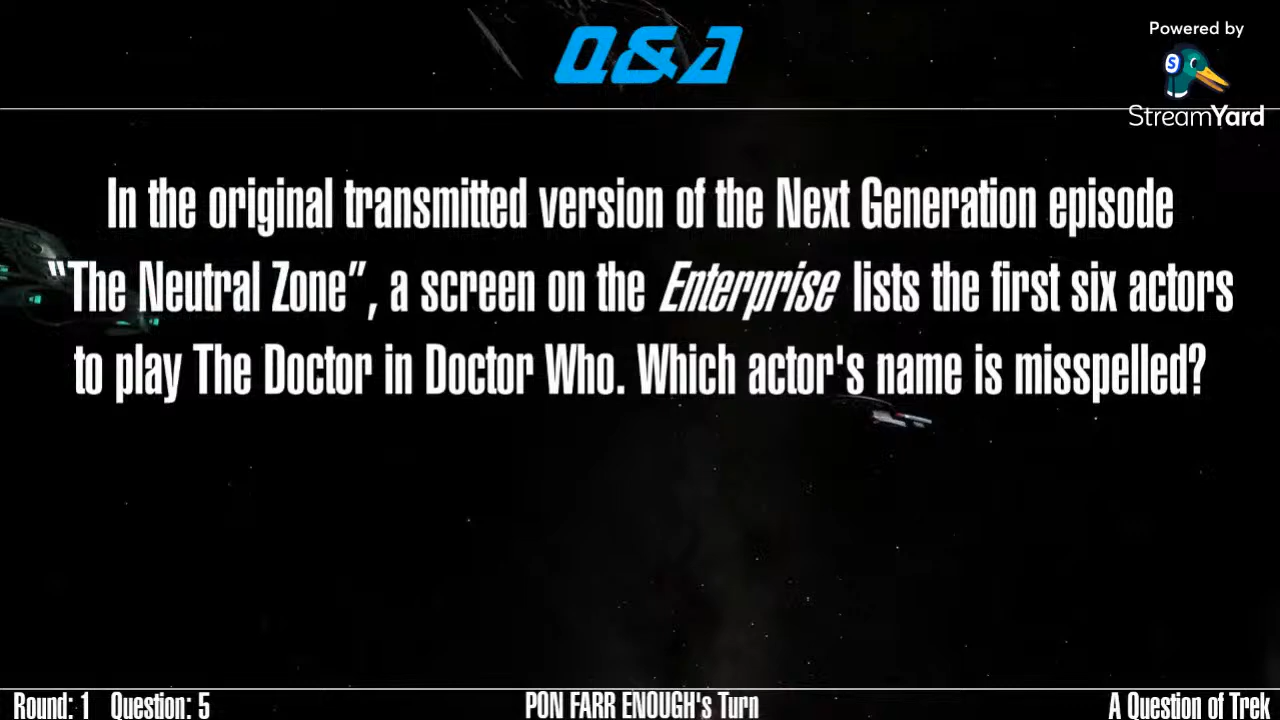 Q&A
Powered by
S
StreamYard
In the original transmitted version of the Next Generation episode
“The Neutral Zone”, a screen on the Enterprise lists the first six actors
to play The Doctor in Doctor Who. Which actor's name is misspelled?
Round: 1 Question: 5
PON FARR ENOUGH's Turn
A Question of Trek